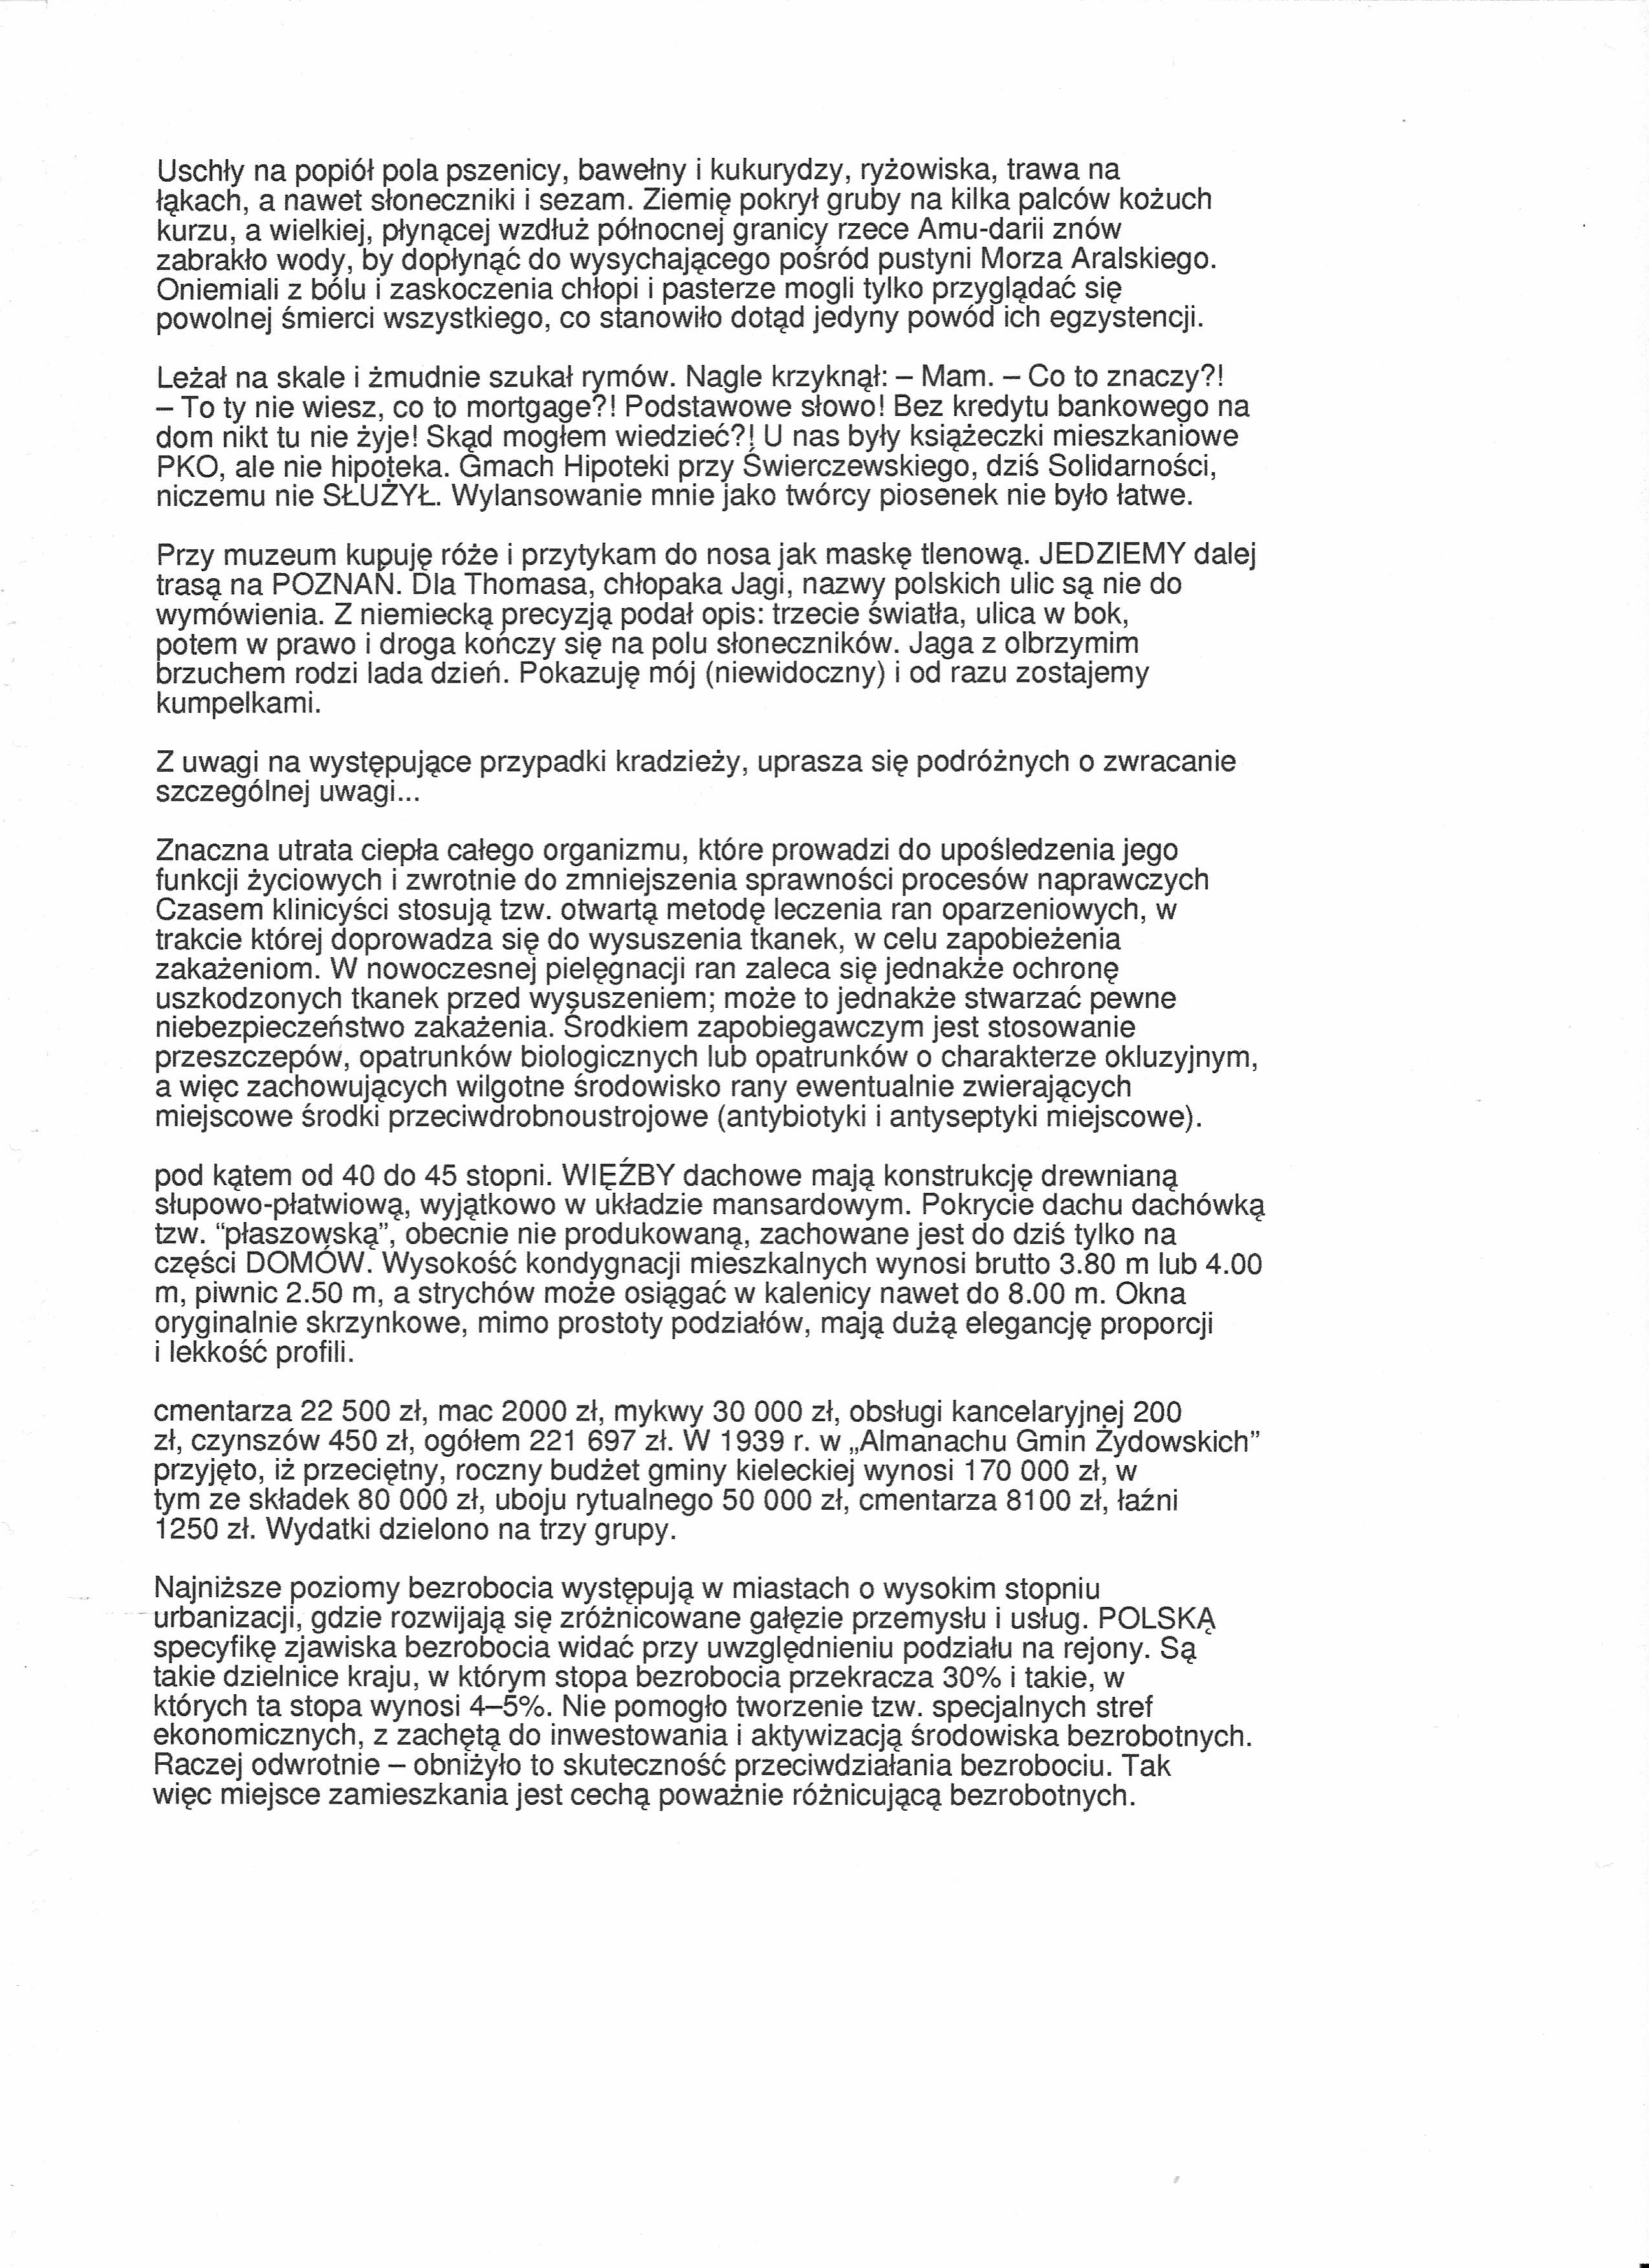 Uschły na popiół pola pszenicy, bawełny i kukurydzy, ryżowiska, trawa na
łąkach, a nawet słoneczniki i sezam. Ziemię pokrył gruby na kilka palców kożuch
kurzu, a wielkiej, płynącej wzdłuż północnej granicy rzece Amu-darii znów
zabrakło wody, by dopłynąć do wysychającego pośród pustyni Morza Aralskiego.
Oniemiali z bólu i zaskoczenia chłopi i pasterze mogli tylko przyglądać się
powolnej śmierci wszystkiego, co stanowiło dotąd jedyny powód ich egzystencji.

Leżał na skale i żmudnie szukał rymów. Nagle krzyknął: – Mam. – Co to znaczy?!
– To ty nie wiesz, co to mortgage?! Podstawowe słowo! Bez kredytu bankowego na
dom nikt tu nie żyje! Skąd mogłem wiedzieć?! U nas były książeczki mieszkaniowe
PKO, ale nie hipoteka. Gmach Hipoteki przy Świerczewskiego, dziś Solidarności,
niczemu nie SŁUŻYŁ. Wylansowanie mnie jako twórcy piosenek nie było łatwe.

Przy muzeum kupuję róże i przytykam do nosa jak maskę tlenową. JEDZIEMY dalej
trasą na POZNAŃ. Dla Thomasa, chłopaka Jagi, nazwy polskich ulic są nie do
wymówienia. Z niemiecką precyzją podał opis: trzecie światła, ulica w bok,
potem w prawo i droga kończy się na polu słoneczników. Jaga z olbrzymim
brzuchem rodzi lada dzień. Pokazuję mój (niewidoczny) i od razu zostajemy
kumpelkami.

Z uwagi na występujące przypadki kradzieży, uprasza się podróżnych o zwracanie
szczególnej uwagi...

Znaczna utrata ciepła całego organizmu, które prowadzi do upośledzenia jego
funkcji życiowych i zwrotnie do zmniejszenia sprawności procesów naprawczych
Czasem klinicyści stosują tzw. otwartą metodę leczenia ran oparzeniowych, w
trakcie której doprowadza się do wysuszenia tkanek, w celu zapobieżenia
zakażeniom. W nowoczesnej pielęgnacji ran zaleca się jednakże ochronę
uszkodzonych tkanek przed wysuszeniem; może to jednakże stwarzać pewne
niebezpieczeństwo zakażenia. Środkiem zapobiegawczym jest stosowanie
przeszczepów, opatrunków biologicznych lub opatrunków o charakterze okluzyjnym,
a więc zachowujących wilgotne środowisko rany ewentualnie zwierających
miejscowe środki przeciwdrobnoustrojowe (antybiotyki i antyseptyki miejscowe).

pod kątem od 40 do 45 stopni. WIĘŹBY dachowe mają konstrukcję drewnianą
słupowo-płatwiową, wyjątkowo w układzie mansardowym. Pokrycie dachu dachówką
tzw. “płaszowską”, obecnie nie produkowaną, zachowane jest do dziś tylko na
części DOMÓW. Wysokość kondygnacji mieszkalnych wynosi brutto 3.80 m lub 4.00
m, piwnic 2.50 m, a strychów może osiągać w kalenicy nawet do 8.00 m. Okna
oryginalnie skrzynkowe, mimo prostoty podziałów, mają dużą elegancję proporcji
i lekkość profili.

cmentarza 22 500 zł, mac 2000 zł, mykwy 30 000 zł, obsługi kancelaryjnej 200
zł, czynszów 450 zł, ogółem 221 697 zł. W 1939 r. w „Almanachu Gmin Żydowskich”
przyjęto, iż przeciętny, roczny budżet gminy kieleckiej wynosi 170 000 zł, w
tym ze składek 80 000 zł, uboju rytualnego 50 000 zł, cmentarza 8100 zł, łaźni
1250 zł. Wydatki dzielono na trzy grupy.

Najniższe poziomy bezrobocia występują w miastach o wysokim stopniu
urbanizacji, gdzie rozwijają się zróżnicowane gałęzie przemysłu i usług. POLSKĄ
specyfikę zjawiska bezrobocia widać przy uwzględnieniu podziału na rejony. Są
takie dzielnice kraju, w którym stopa bezrobocia przekracza 30% i takie, w
których ta stopa wynosi 4–5%. Nie pomogło tworzenie tzw. specjalnych stref
ekonomicznych, z zachętą do inwestowania i aktywizacją środowiska bezrobotnych.
Raczej odwrotnie – obniżyło to skuteczność przeciwdziałania bezrobociu. Tak
więc miejsce zamieszkania jest cechą poważnie różnicującą bezrobotnych.